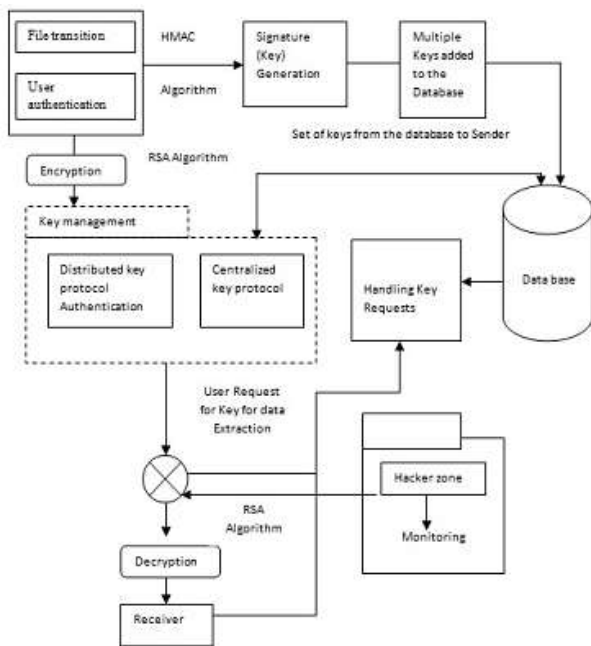 File transition
User
authentication
HMAC
Algorithm
Signature
(Key)
Generation
Multiple
Keys added
to the
Database
Set of keys from the database to Sender
RSA Algorithm
Encryption
Key management
Distributed key
protocol
Authentication
Centralized
key protocol
Handling Key
Requests
Data base
User Request
for Key for data
Extraction
Hacker zone
Monitoring
RSA
Algorithm
Decryption
Receiver